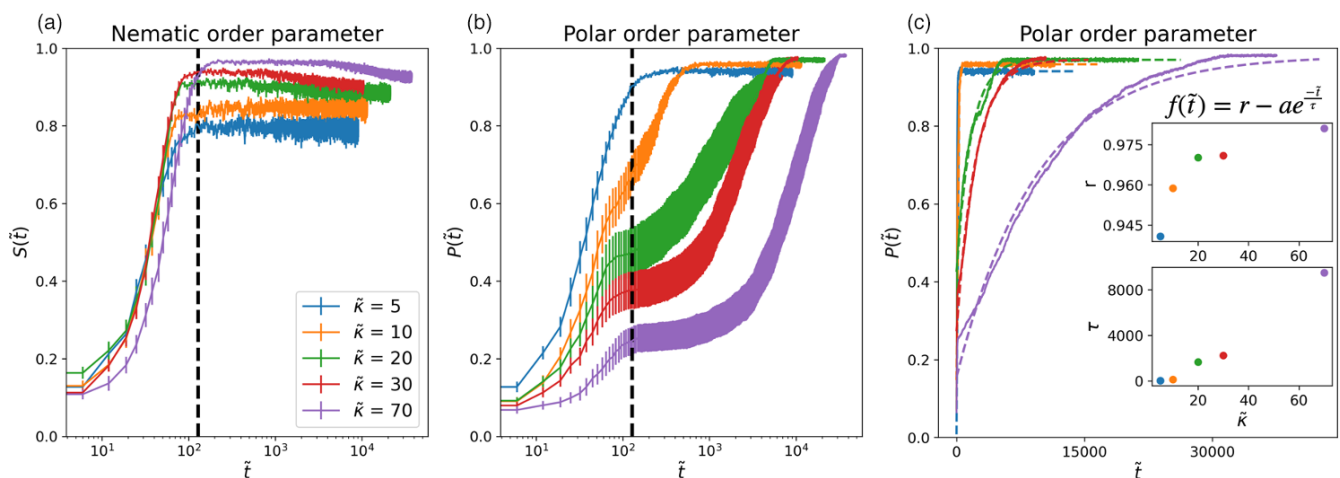 (a)
Nematic order parameter
1.0
0.8
0.6
0.4
0.2
0.0
S(t̃)
10¹ 10² 10³ 10⁴
t̃
κ̃ = 5
κ̃ = 10
κ̃ = 20
κ̃ = 30
κ̃ = 70
(b)
Polar order parameter
1.0
0.8
0.6
0.4
0.2
0.0
P(t̃)
10¹ 10² 10³ 10⁴
t̃
(c)
Polar order parameter
1.0
0.8
0.6
0.4
0.2
0.0
P(t̃)
0 15000 30000
t̃
f(t̃) = r − ae^(−t̃/τ)
0.975
0.960
0.945
r
20 40 60
8000
4000
0
τ
20 40 60
κ̃